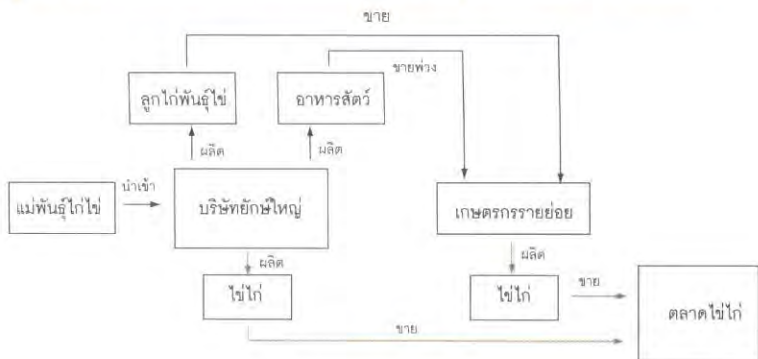 ขาย
ขายพ่วง
ลูกไก่พันธุ์ไข่
อาหารสัตว์
ผลิต
ผลิต
นำเข้า
แม่พันธุ์ไก่ไข่
บริษัทยักษ์ใหญ่
เกษตรกรรายย่อย
ผลิต
ผลิต
ไข่ไก่
ไข่ไก่
ขาย
ตลาดไข่ไก่
ขาย